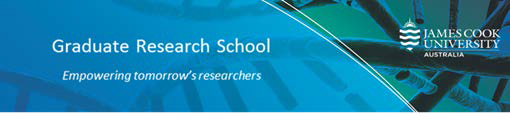 Graduate Research School
Empowering tomorrow's researchers
JAMES COOK
UNIVERSITY
AUSTRALIA